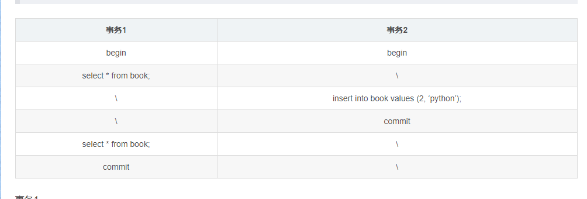 事务1 事务2
begin begin
select * from book; \
\ insert into book values (2, 'python');
\ commit
select * from book; \
commit \